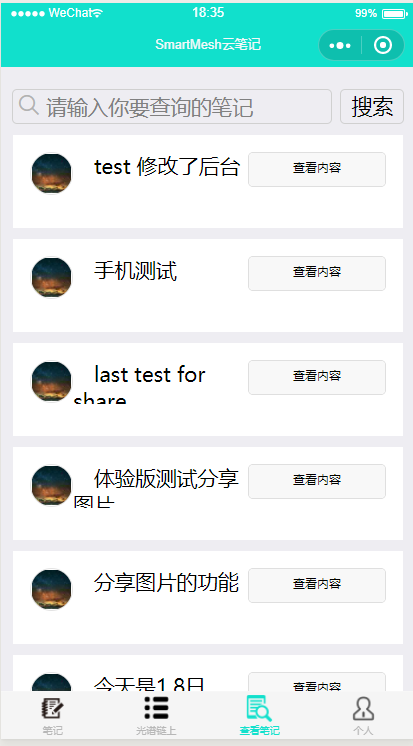 WeChat 18:35 99%
SmartMesh云笔记
请输入你要查询的笔记 搜索
test 修改了后台 查看内容
手机测试 查看内容
last test for 查看内容
share
体验版测试分享 查看内容
图片
分享图片的功能 查看内容
今天是1.8日 查看内容
笔记 光谱链上 查看笔记 个人